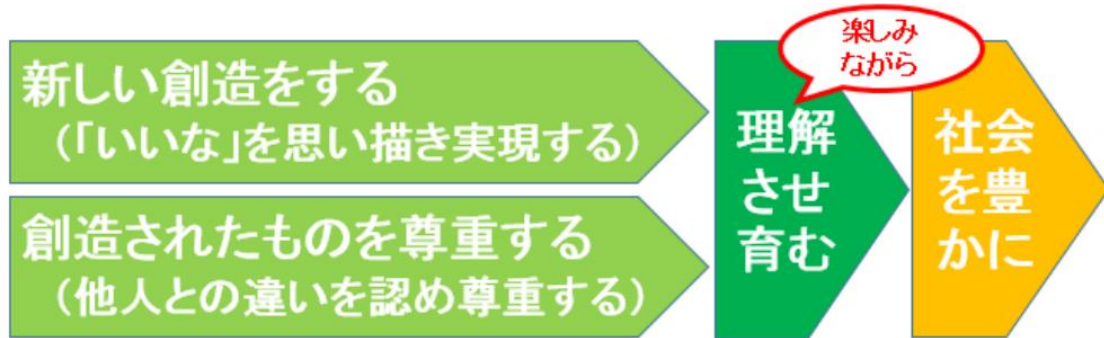 新しい創造をする
（「いいな」を思い描き実現する）
創造されたものを尊重する
（他人との違いを認め尊重する）
楽しみ
ながら
理解
させ
育む
社会
を豊
かに